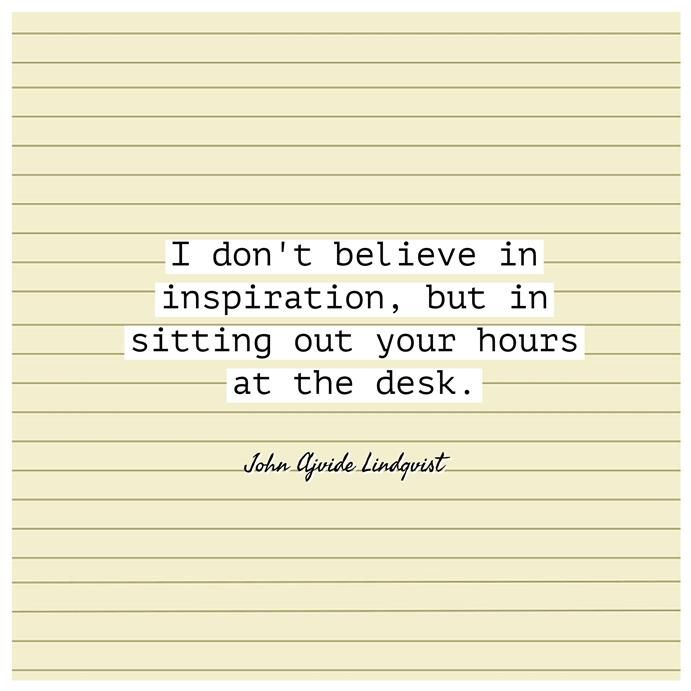 I don't believe in
inspiration, but in
sitting out your hours
at the desk.
John Ajvide Lindqvist